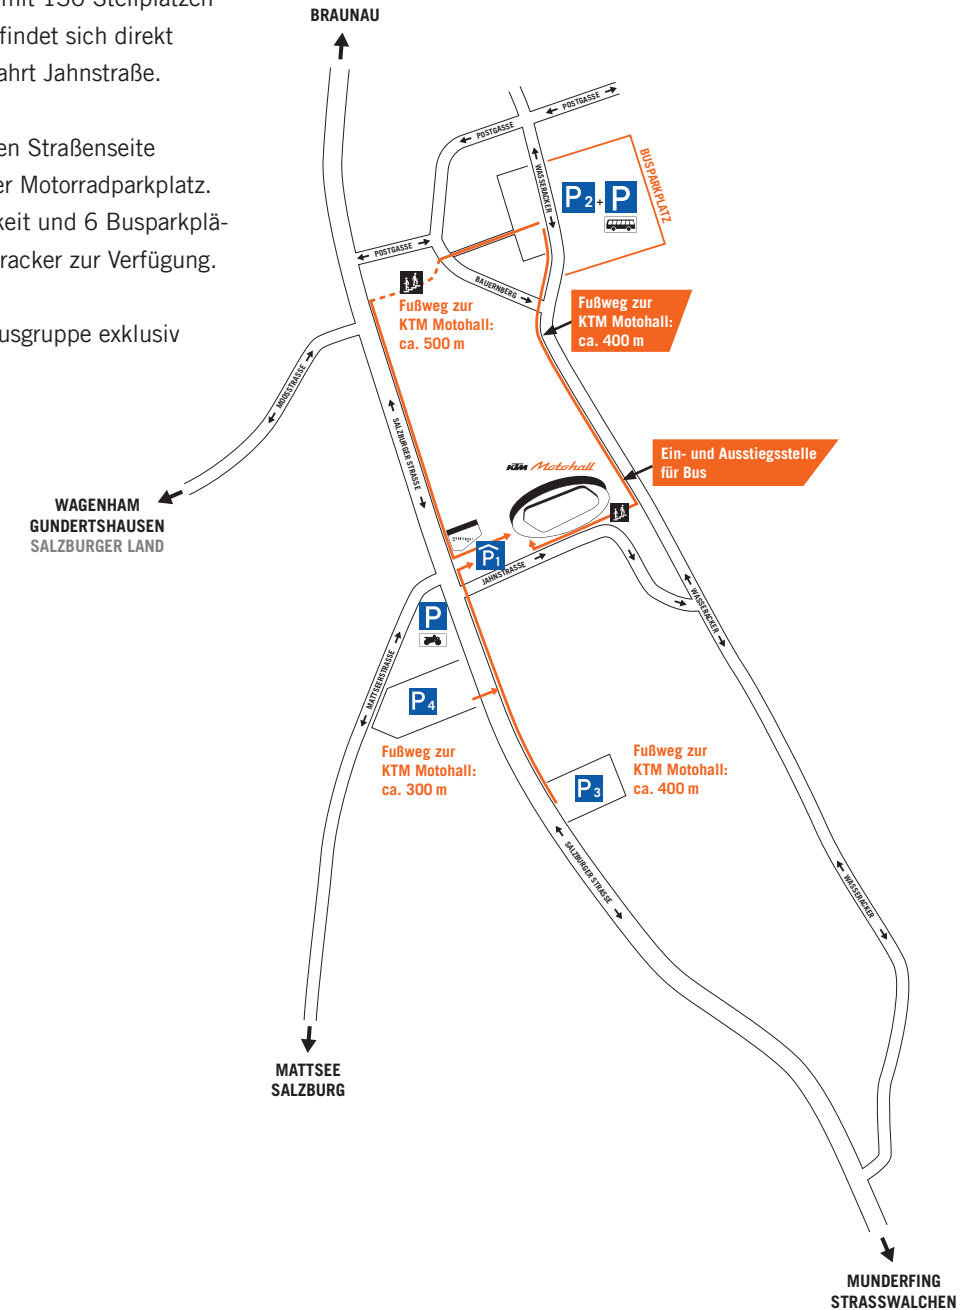 mit 130 Stellplätzen
findet sich direkt
ahrt Jahnstraße.
en Straßenseite
er Motorradparkplatz.
keit und 6 Busparkplä-
racker zur Verfügung.
usgruppe exklusiv
BRAUNAU
POSTGASSE
POSTGASSE
WASSERACKER
BUSPARKPLATZ
P2 + P
POSTGASSE
BAUERNBERG
Fußweg zur
KTM Motohall:
ca. 500 m
Fußweg zur
KTM Motohall:
ca. 400 m
MOOSSTRASSE
SALZBURGER STRASSE
Ein- und Ausstiegsstelle
für Bus
KTM Motohall
WAGENHAM
GUNDERTSHAUSEN
SALZBURGER LAND
P1
JAHNSTRASSE
WASSERACKER
P
MATTSEERSTRASSE
P4
Fußweg zur
KTM Motohall:
ca. 300 m
Fußweg zur
KTM Motohall:
ca. 400 m
P3
SALZBURGER STRASSE
WASSERACKER
MATTSEE
SALZBURG
MUNDERFING
STRASSWALCHEN